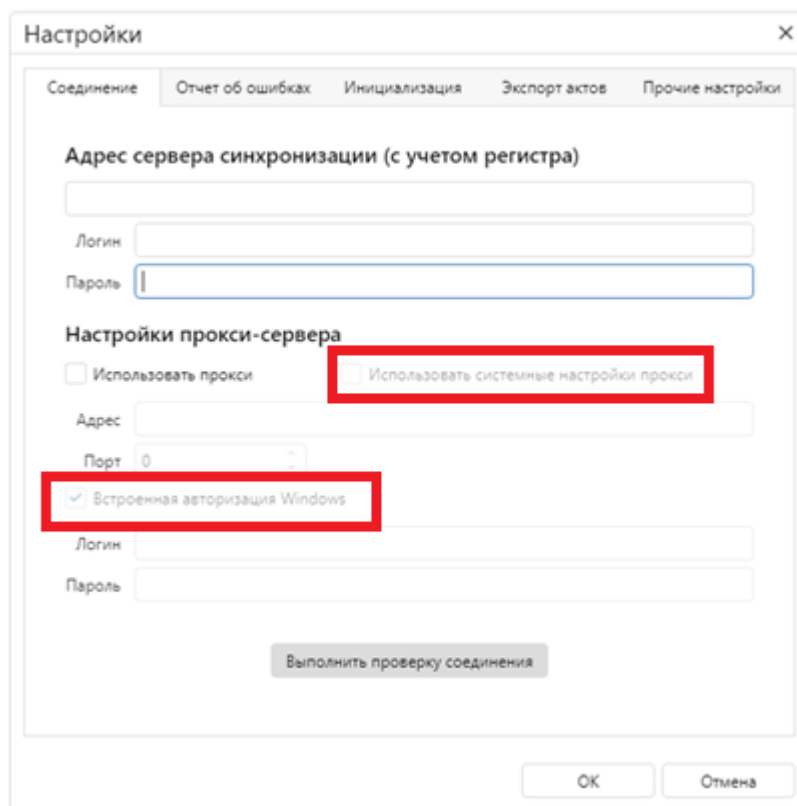 Настройки
Соединение Отчет об ошибках Инициализация Экспорт актов Прочие настройки
Адрес сервера синхронизации (с учетом регистра)
Логин
Пароль
Настройки прокси-сервера
Использовать прокси Использовать системные настройки прокси
Адрес
Порт 0
Встроенная авторизация Windows
Логин
Пароль
Выполнить проверку соединения
ОК Отмена